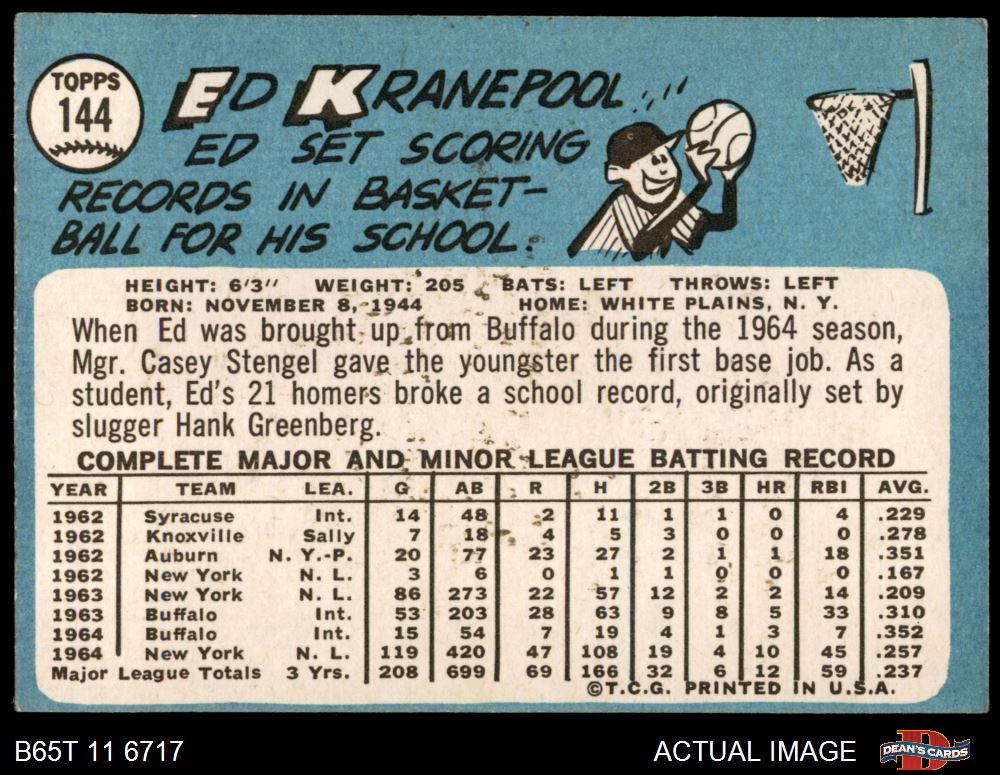 TOPPS
144
ED KRANEPOOL
ED SET SCORING
RECORDS IN BASKET-
BALL FOR HIS SCHOOL.
HEIGHT: 6'3" WEIGHT: 205 BATS: LEFT THROWS: LEFT
BORN: NOVEMBER 8, 1944 HOME: WHITE PLAINS, N. Y.
When Ed was brought up from Buffalo during the 1964 season,
Mgr. Casey Stengel gave the youngster the first base job. As a
student, Ed's 21 homers broke a school record, originally set by
slugger Hank Greenberg.
COMPLETE MAJOR AND MINOR LEAGUE BATTING RECORD
YEAR TEAM LEA. G AB R H 2B 3B HR RBI AVG.
1962 Syracuse Int. 14 48 2 11 1 1 0 4 .229
1962 Knoxville Sally 7 18 4 5 3 0 0 0 .278
1962 Auburn N. Y.-P. 20 77 23 27 2 1 1 18 .351
1962 New York N. L. 3 6 0 1 1 0 0 0 .167
1963 New York N. L. 86 273 22 57 12 2 2 14 .209
1963 Buffalo Int. 53 203 28 63 9 8 5 33 .310
1964 Buffalo Int. 15 54 7 19 4 1 3 7 .352
1964 New York N. L. 119 420 47 108 19 4 10 45 .257
Major League Totals 3 Yrs. 208 699 69 166 32 6 12 59 .237
©T.C.G. PRINTED IN U.S.A.
B65T 11 6717 ACTUAL IMAGE DEAN'S CARDS